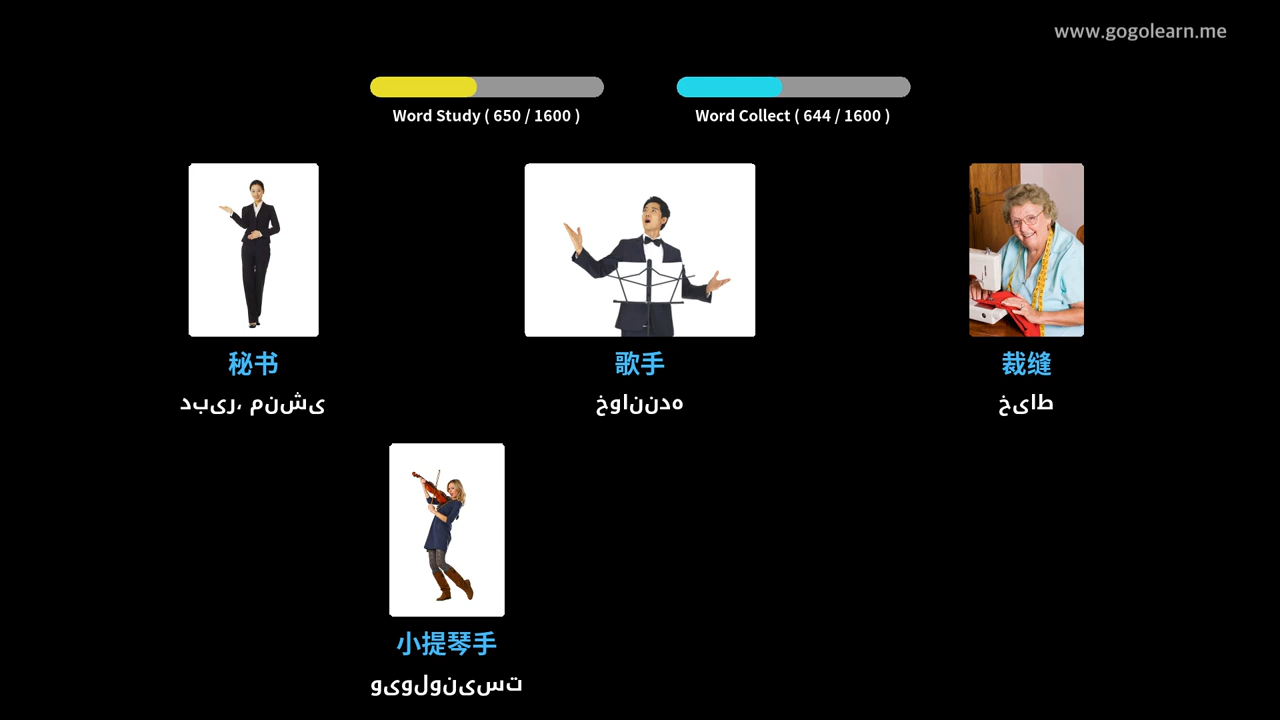 www.gogolearn.me
Word Study ( 650 / 1600 )
Word Collect ( 644 / 1600 )
秘书
دبیر، منشی
歌手
خواننده
裁缝
خیاط
小提琴手
ویولونیست